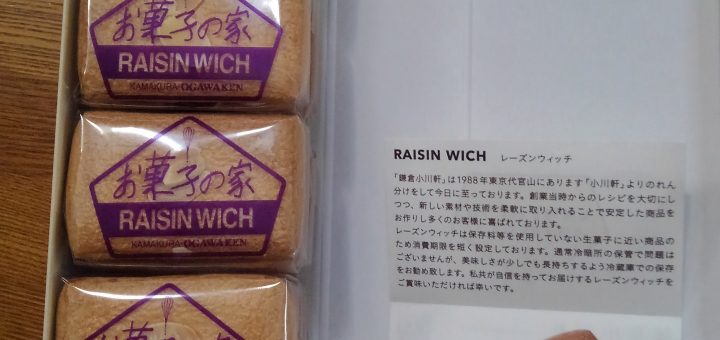 お菓子の家
RAISIN WICH
KAMAKURA-OGAWAKEN
お菓子の家
RAISIN WICH
KAMAKURA-OGAWAKEN
お菓子の家
RAISIN WICH レーズンウィッチ
「鎌倉小川軒」は1988年東京代官山にあります「小川軒」よりのれん
分けをして今日に至っております。創業当時からのレシピを大切にし
つつ、新しい素材や技術を柔軟に取り入れることで安定した商品を
お作りし多くのお客様に喜ばれております。
レーズンウィッチは保存料等を使用していない生菓子に近い商品の
ため消費期限を短く設定しております。通常冷暗所の保管で問題は
ございませんが、美味しさが少しでも長持ちするよう冷蔵庫での保存
をお勧め致します。私共が自信を持ってお届けするレーズンウィッチを
ご賞味いただければ幸いです。